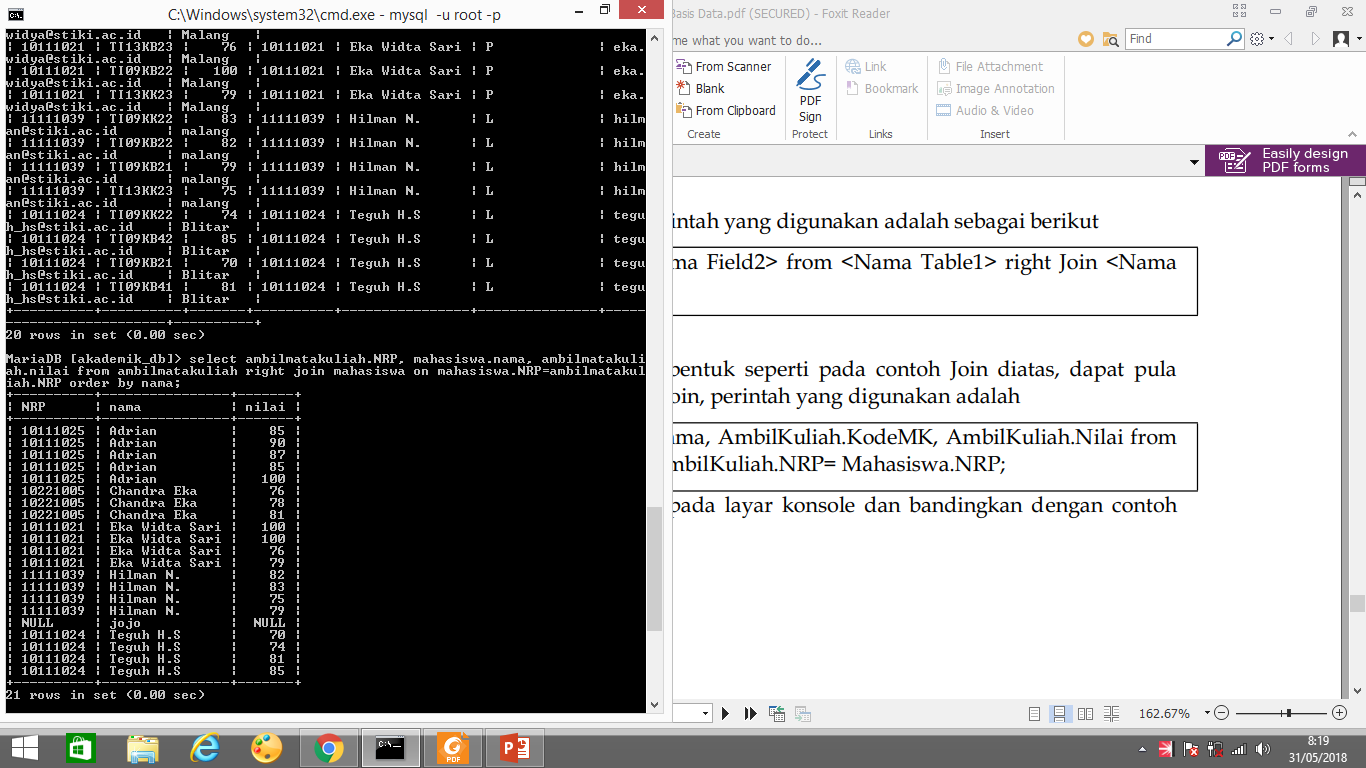 C:\Windows\system32\cmd.exe - mysql -u root -p
widya@stiki.ac.id | Malang |
| 10111021 | TI13KB23 | 76 | 10111021 | Eka Widta Sari | P | eka.
widya@stiki.ac.id | Malang |
| 10111021 | TI09KB22 | 100 | 10111021 | Eka Widta Sari | P | eka.
widya@stiki.ac.id | Malang |
| 10111021 | TI13KK23 | 79 | 10111021 | Eka Widta Sari | P | eka.
widya@stiki.ac.id | Malang |
| 11111039 | TI09KK22 | 83 | 11111039 | Hilman N. | L | hilm
an@stiki.ac.id | malang |
| 11111039 | TI09KB22 | 82 | 11111039 | Hilman N. | L | hilm
an@stiki.ac.id | malang |
| 11111039 | TI09KB21 | 79 | 11111039 | Hilman N. | L | hilm
an@stiki.ac.id | malang |
| 11111039 | TI13KK23 | 75 | 11111039 | Hilman N. | L | hilm
an@stiki.ac.id | malang |
| 10111024 | TI09KK22 | 74 | 10111024 | Teguh H.S | L | tegu
h_hs@stiki.ac.id | Blitar |
| 10111024 | TI09KB42 | 85 | 10111024 | Teguh H.S | L | tegu
h_hs@stiki.ac.id | Blitar |
| 10111024 | TI09KB21 | 70 | 10111024 | Teguh H.S | L | tegu
h_hs@stiki.ac.id | Blitar |
| 10111024 | TI09KB41 | 81 | 10111024 | Teguh H.S | L | tegu
h_hs@stiki.ac.id | Blitar |
20 rows in set (0.00 sec)
MariaDB [akademik_db]> select ambilmatakuliah.NRP, mahasiswa.nama, ambilmatakuli
ah.nilai from ambilmatakuliah right join mahasiswa on mahasiswa.NRP=ambilmatakul
iah.NRP order by nama;
| NRP | nama | nilai |
| 10111025 | Adrian | 85 |
| 10111025 | Adrian | 90 |
| 10111025 | Adrian | 87 |
| 10111025 | Adrian | 85 |
| 10111025 | Adrian | 100 |
| 10221005 | Chandra Eka | 76 |
| 10221005 | Chandra Eka | 78 |
| 10221005 | Chandra Eka | 81 |
| 10111021 | Eka Widta Sari | 100 |
| 10111021 | Eka Widta Sari | 100 |
| 10111021 | Eka Widta Sari | 76 |
| 10111021 | Eka Widta Sari | 79 |
| 11111039 | Hilman N. | 82 |
| 11111039 | Hilman N. | 83 |
| 11111039 | Hilman N. | 75 |
| 11111039 | Hilman N. | 79 |
| NULL | jojo | NULL |
| 10111024 | Teguh H.S | 70 |
| 10111024 | Teguh H.S | 74 |
| 10111024 | Teguh H.S | 81 |
| 10111024 | Teguh H.S | 85 |
21 rows in set (0.00 sec)
Basis Data.pdf (SECURED) - Foxit Reader
me what you want to do...
Find
From Scanner
Blank
From Clipboard
Create
PDF
Sign
Protect
Link
Bookmark
Links
File Attachment
Image Annotation
Audio & Video
Insert
PDF
Easily design
PDF forms
rintah yang digunakan adalah sebagai berikut
ma Field2> from <Nama Table1> right Join <Nama
bentuk seperti pada contoh Join diatas, dapat pula
oin, perintah yang digunakan adalah
ama, AmbilKuliah.KodeMK, AmbilKuliah.Nilai from
mbilKuliah.NRP= Mahasiswa.NRP;
pada layar konsole dan bandingkan dengan contoh
162.67%
C:\_
PDF
P
8:19
31/05/2018